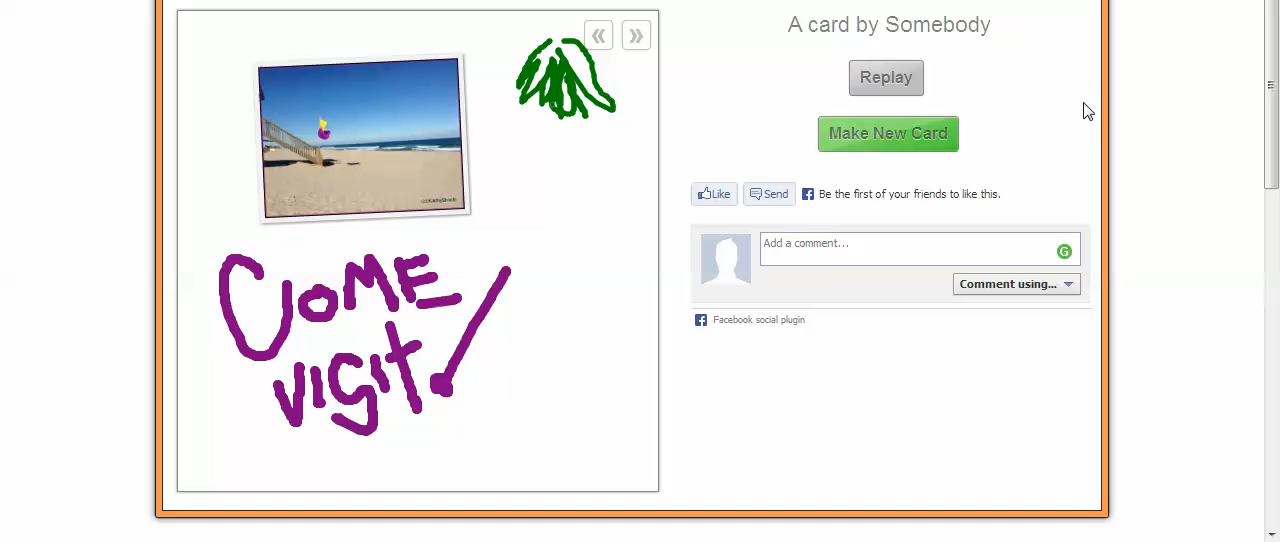 « »
A card by Somebody
Replay
Make New Card
Like Send Be the first of your friends to like this.
Add a comment...
G
Comment using...
Facebook social plugin
COME
VISIT!